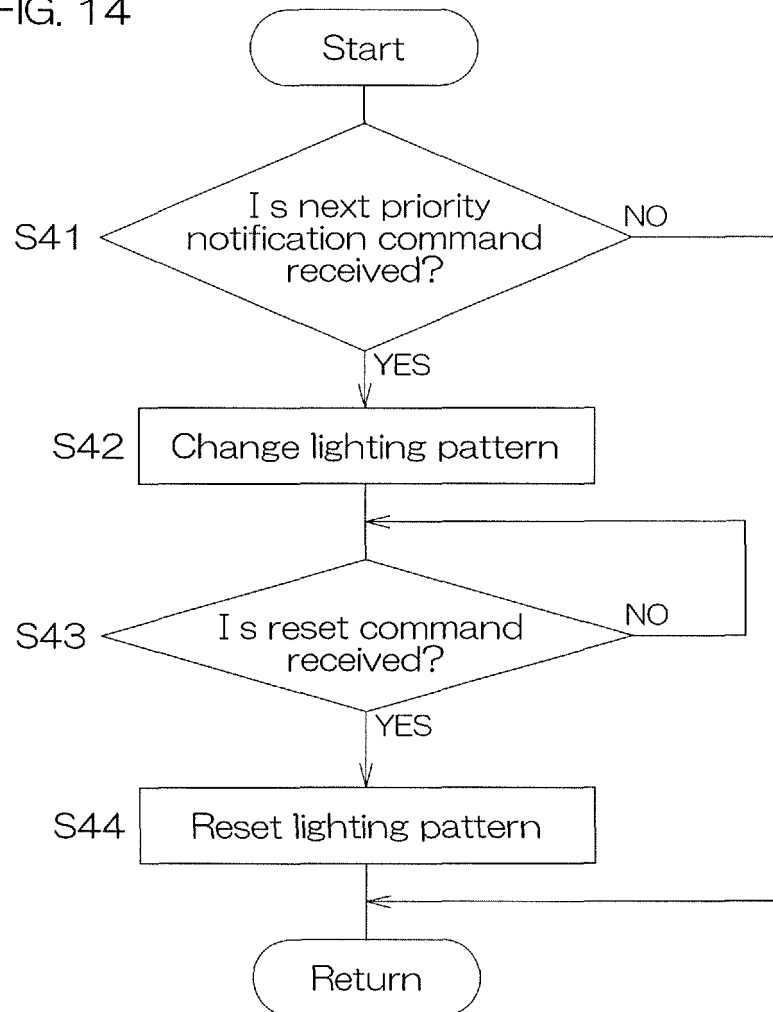 FIG. 14
Start
S41
I s next priority
notification command
received?
NO
YES
S42
Change lighting pattern
S43
I s reset command
received?
NO
YES
S44
Reset lighting pattern
Return